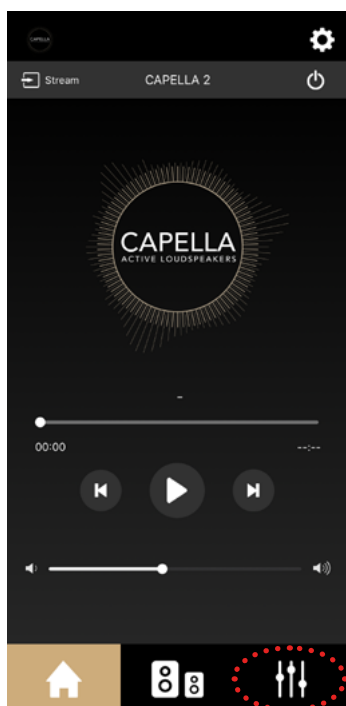 CAPELLA
Stream CAPELLA 2
CAPELLA
ACTIVE LOUDSPEAKERS
-
00:00 --:--